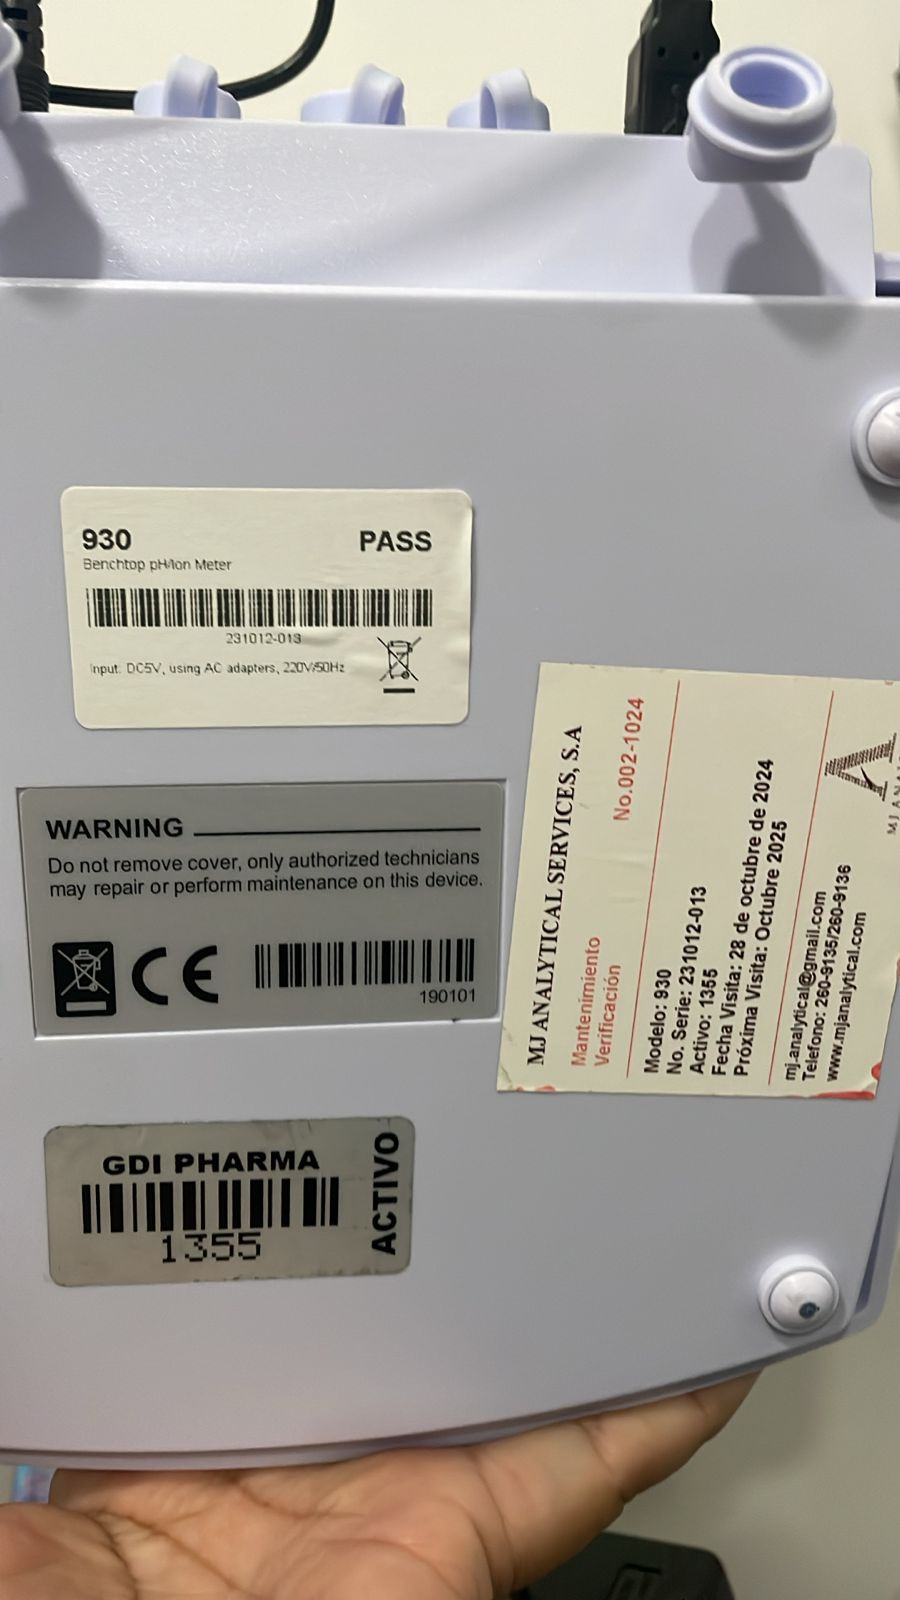 930
PASS
Benchtop pH/Ion Meter
231012-013
Input: DC5V, using AC adapters, 220V/50Hz
WARNING
Do not remove cover, only authorized technicians
may repair or perform maintenance on this device.
CE
190101
GDI PHARMA
1355
ACTIVO
MJ ANALYTICAL SERVICES, S.A
Mantenimiento
No.002-1024
Verificación
Modelo: 930
No. Serie: 231012-013
Activo: 1355
Fecha Visita: 28 de octubre de 2024
Próxima Visita: Octubre 2025
mj.analytical@gmail.com
Telefono: 260-9135/260-9136
www.mjanalytical.com